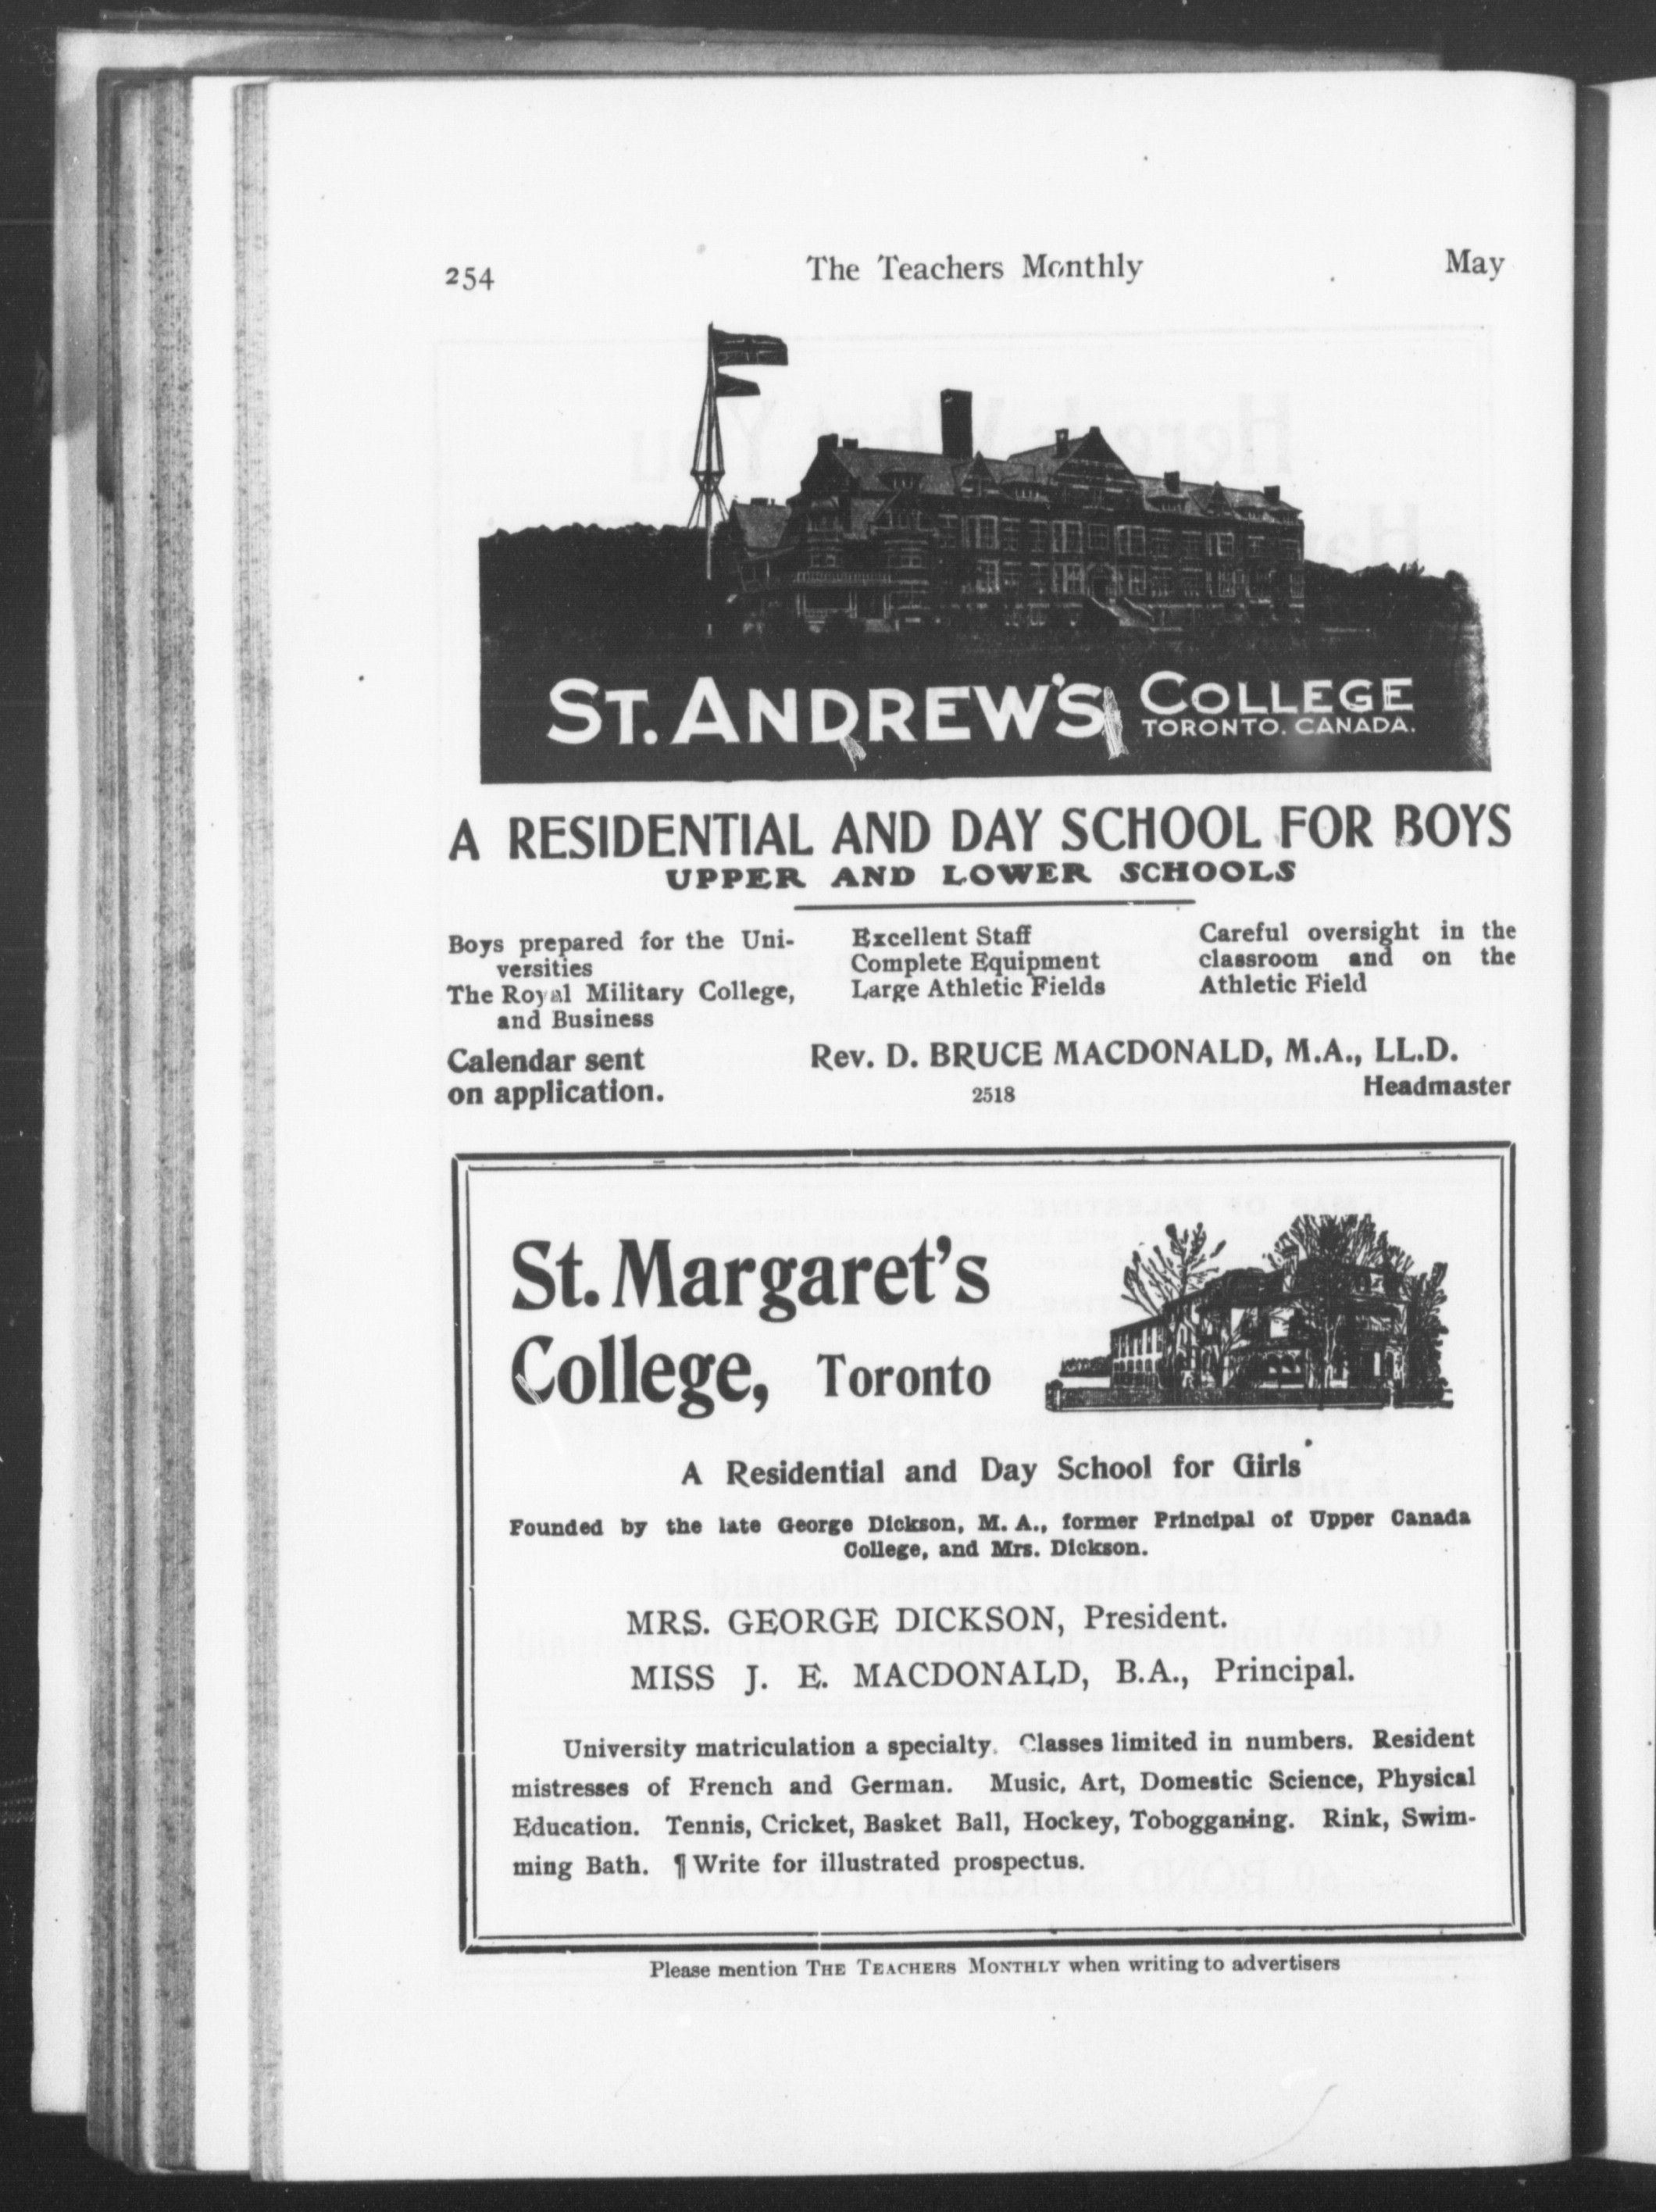 254 The Teachers Monthly May
ST. ANDREW'S COLLEGE
TORONTO. CANADA.
A RESIDENTIAL AND DAY SCHOOL FOR BOYS
UPPER AND LOWER SCHOOLS
Boys prepared for the Uni-
versities
The Royal Military College,
and Business
Excellent Staff
Complete Equipment
Large Athletic Fields
Careful oversight in the
classroom and on the
Athletic Field
Calendar sent
on application.
Rev. D. BRUCE MACDONALD, M.A., LL.D.
2518 Headmaster
St. Margaret's
College, Toronto
A Residential and Day School for Girls
Founded by the late George Dickson, M. A., former Principal of Upper Canada
College, and Mrs. Dickson.
MRS. GEORGE DICKSON, President.
MISS J. E. MACDONALD, B.A., Principal.
University matriculation a specialty. Classes limited in numbers. Resident
mistresses of French and German. Music, Art, Domestic Science, Physical
Education. Tennis, Cricket, Basket Ball, Hockey, Tobogganing. Rink, Swim-
ming Bath. ¶ Write for illustrated prospectus.
Please mention THE TEACHERS MONTHLY when writing to advertisers